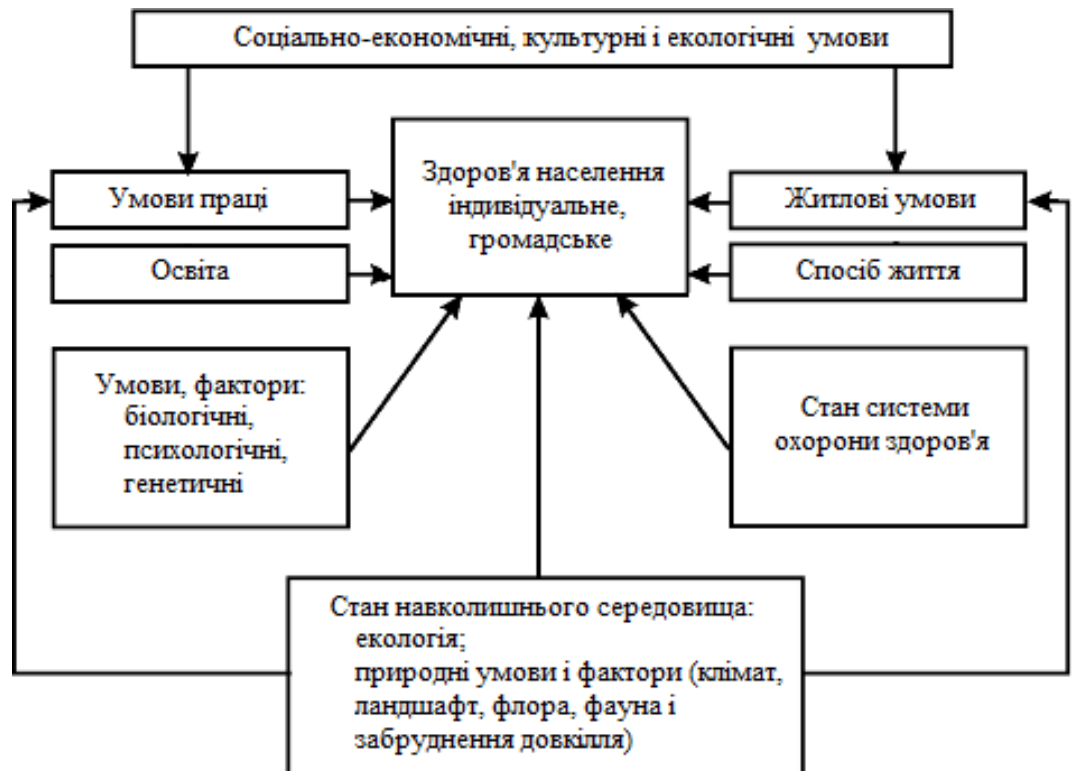 Соціально-економічні, культурні і екологічні умови
Умови праці
Здоров'я населення
індивідуальне,
громадське
Житлові умови
Освіта
Спосіб життя
Умови, фактори:
біологічні,
психологічні,
генетичні
Стан системи
охорони здоров'я
Стан навколишнього середовища:
екологія;
природні умови і фактори (клімат,
ландшафт, флора, фауна і
забруднення довкілля)